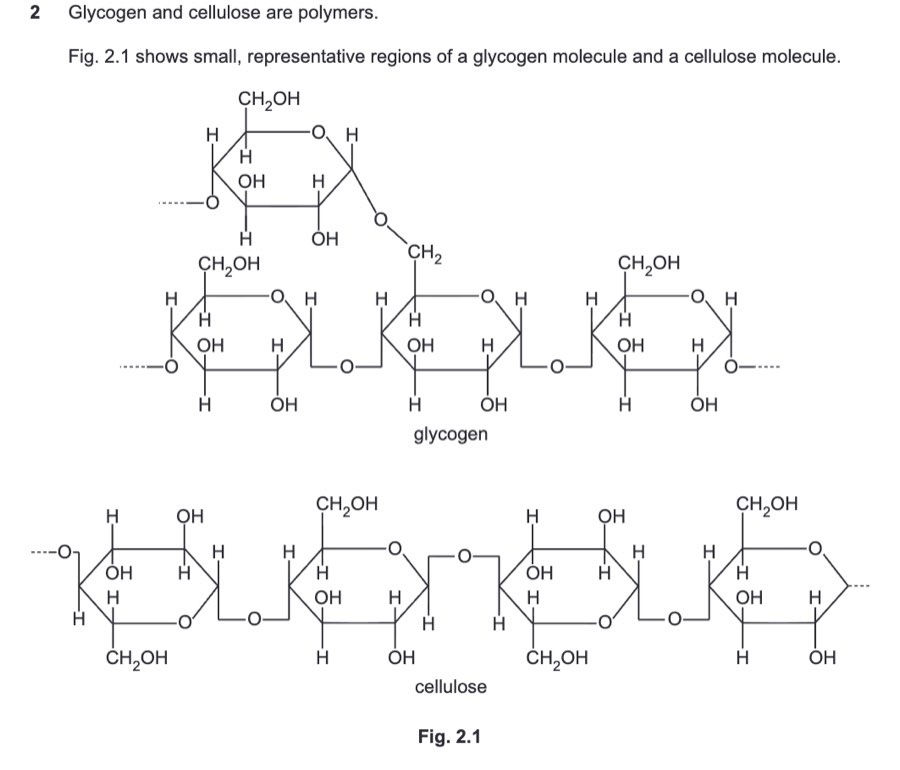 2 Glycogen and cellulose are polymers.
Fig. 2.1 shows small, representative regions of a glycogen molecule and a cellulose molecule.
CH₂OH
H O H
H
OH H
O O
H OH
CH₂
CH₂OH CH₂OH
H O H H O H H O H
H H H
OH H OH H OH H
O O O O
H OH H OH H OH
glycogen
CH₂OH CH₂OH
H OH H OH
O H H O O H H O
OH H H OH H H
H OH H H OH H
H O O H H O O
CH₂OH H OH CH₂OH H OH
cellulose
Fig. 2.1